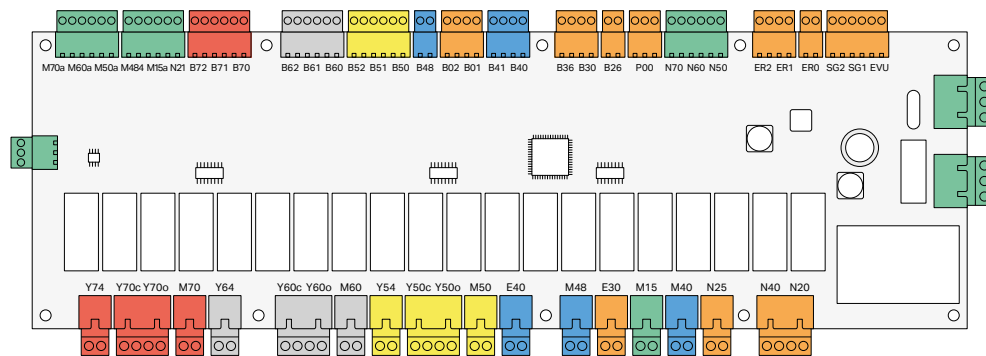 M70a M60a M50a M484 M15a N21 B72 B71 B70 B62 B61 B60 B52 B51 B50 B48 B02 B01 B41 B40 B36 B30 B26 P00 N70 N60 N50 ER2 ER1 ER0 SG2 SG1 EVU
Y74 Y70c Y70o M70 Y64 Y60c Y60o M60 Y54 Y50c Y50o M50 E40 M48 E30 M15 M40 N25 N40 N20